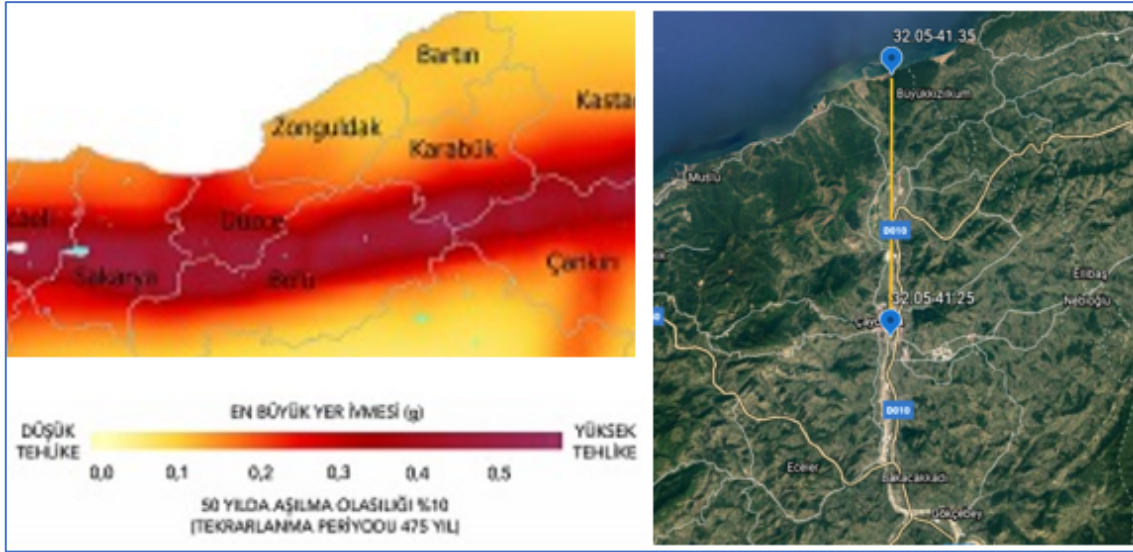 Bartın
Zonguldak
Karabük
Düzce
Sakarya
Bolu
Çankırı
EN BÜYÜK YER İVMESİ (g)
DÜŞÜK TEHLİKE
YÜKSEK TEHLİKE
0,0 0,1 0,2 0,3 0,4 0,5
50 YILDA AŞILMA OLASILIĞI %10
(TEKRARLANMA PERİYODU 475 YIL)
32.05-41.35
Büyükkızılkum
Muslu
D010
Elibaş
32.05-41.25
Nebioğlu
D010
Eceler
Bakacakkadı
Gökçebey